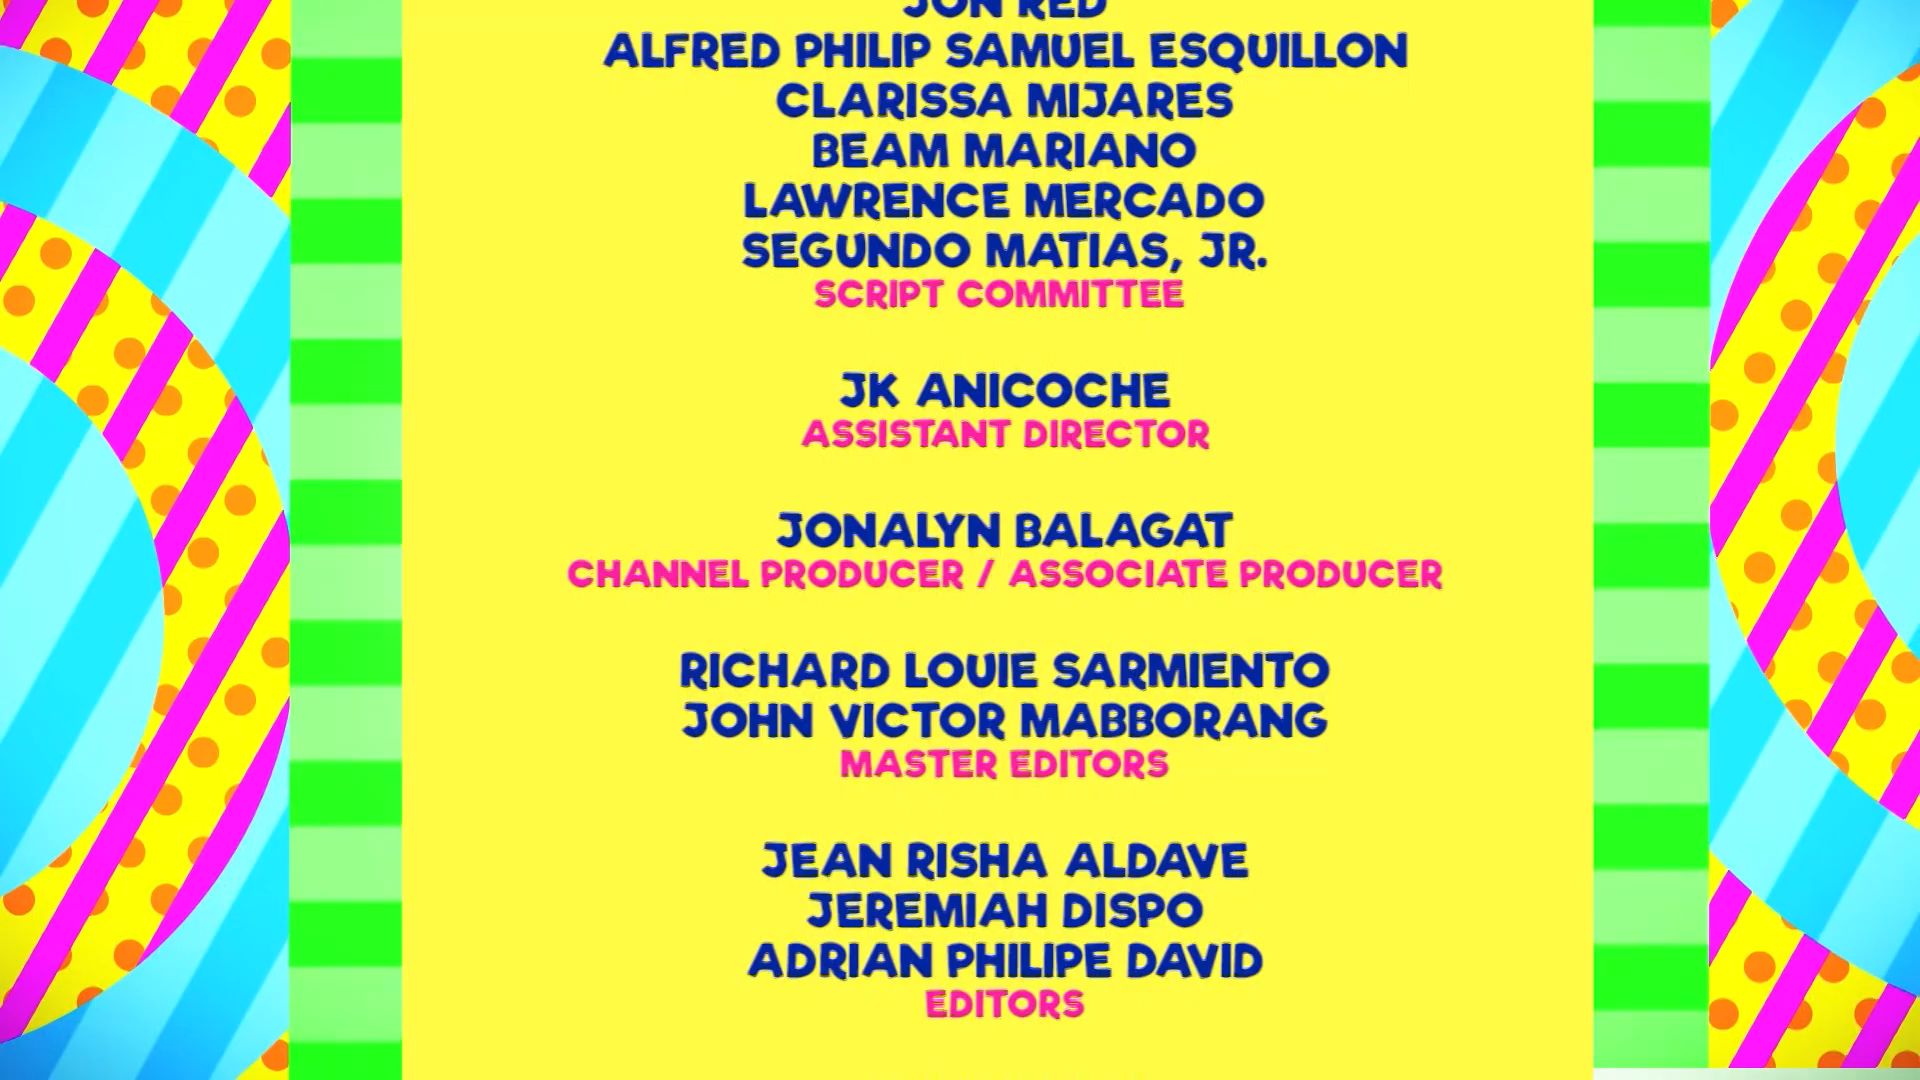 JON RED
ALFRED PHILIP SAMUEL ESQUILLON
CLARISSA MIJARES
BEAM MARIANO
LAWRENCE MERCADO
SEGUNDO MATIAS, JR.
SCRIPT COMMITTEE
JK ANICOCHE
ASSISTANT DIRECTOR
JONALYN BALAGAT
CHANNEL PRODUCER / ASSOCIATE PRODUCER
RICHARD LOUIE SARMIENTO
JOHN VICTOR MABBORANG
MASTER EDITORS
JEAN RISHA ALDAVE
JEREMIAH DISPO
ADRIAN PHILIPE DAVID
EDITORS